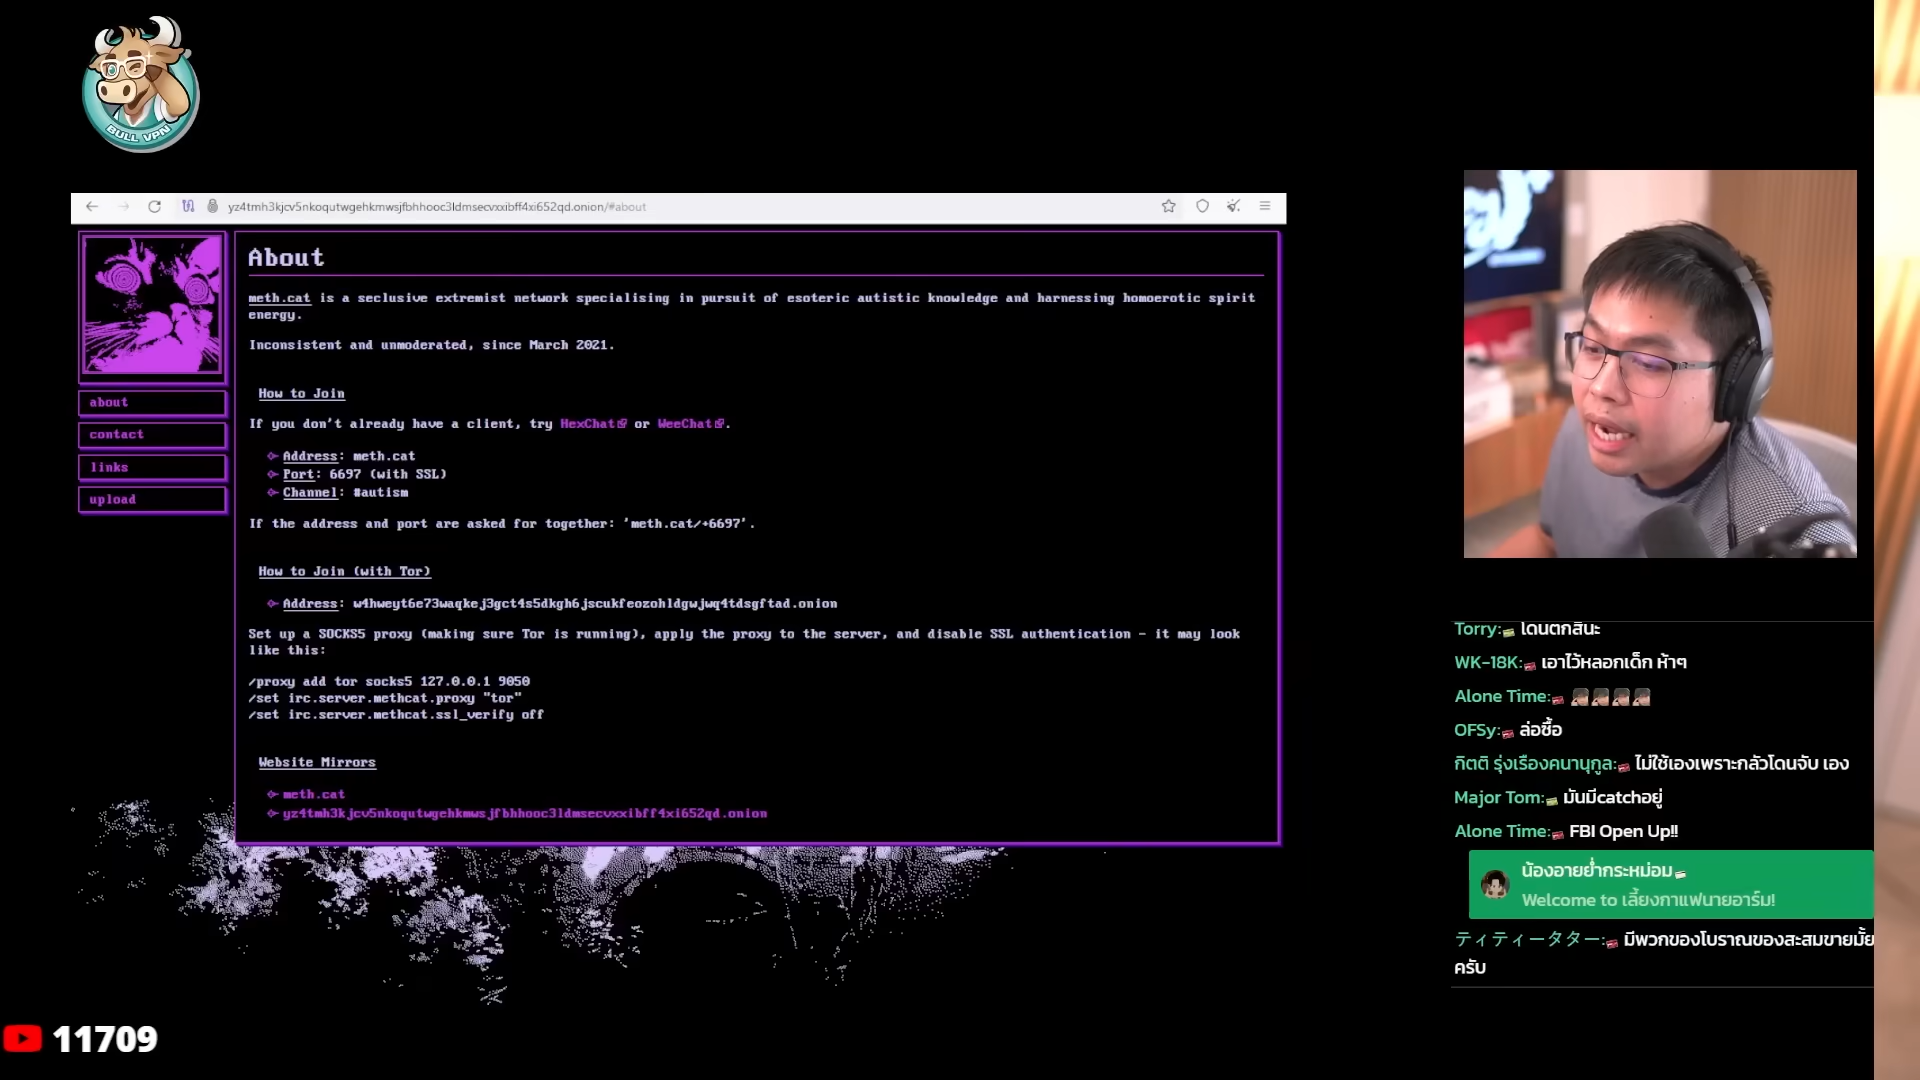 BULL VPN
yz4tmh3kjcv5nkoqutwgehkmwsjfbhhooc3ldmsecvxxibff4xi652qd.onion/#about
about
contact
links
upload
About
meth.cat is a seclusive extremist network specialising in pursuit of esoteric autistic knowledge and harnessing homoerotic spirit
energy.
Inconsistent and unmoderated, since March 2021.
How to Join
If you don't already have a client, try HexChat or WeeChat.
Address: meth.cat
Port: 6697 (with SSL)
Channel: #autism
If the address and port are asked for together: 'meth.cat/+6697'.
How to Join (with Tor)
Address: w4hweyt6e73waqkej3gct4s5dkgh6jscukfeozohldgwjwq4tdsgftad.onion
Set up a SOCKS5 proxy (making sure Tor is running), apply the proxy to the server, and disable SSL authentication - it may look
like this:
/proxy add tor socks5 127.0.0.1 9050
/set irc.server.methcat.proxy "tor"
/set irc.server.methcat.ssl_verify off
Website Mirrors
meth.cat
yz4tmh3kjcv5nkoqutwgehkmwsjfbhhooc3ldmsecvxxibff4xi652qd.onion
Torry: โดนตกสินะ
WK-18K: เอาไว้หลอกเด็ก ห้าๆ
Alone Time:
OFSy: ล่อซื้อ
กิตติ รุ่งเรืองคนานุกูล: ไม่ใช้เองเพราะกลัวโดนจับ เอง
Major Tom: มันมีcatchอยู่
Alone Time: FBI Open Up!!
น้องอายย่ำกระหม่อม
Welcome to เลี้ยงกาแฟนายอาร์ม!
ティティータター: มีพวกของโบราณของสะสมขายมั้ย
ครับ
11709